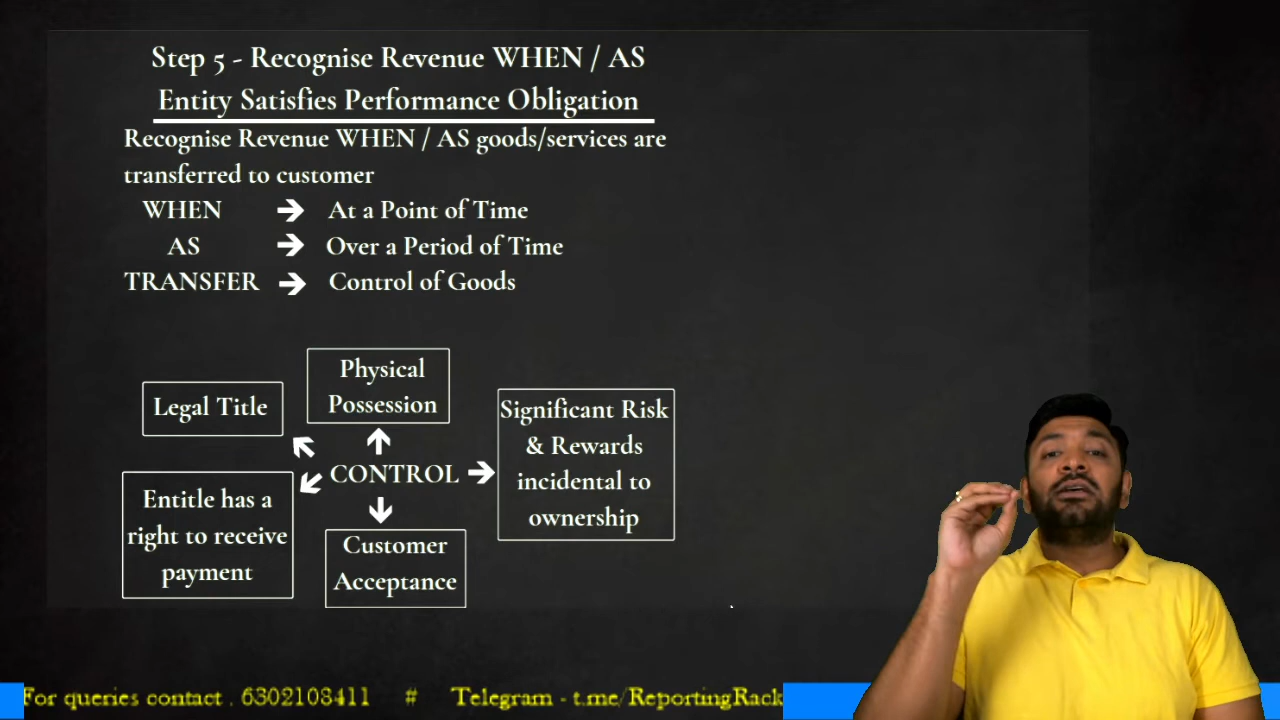 Step 5 - Recognise Revenue WHEN / AS
Entity Satisfies Performance Obligation
Recognise Revenue WHEN / AS goods/services are
transferred to customer
WHEN → At a Point of Time
AS → Over a Period of Time
TRANSFER → Control of Goods
Physical
Possession
Legal Title
Significant Risk
& Rewards
incidental to
ownership
CONTROL
Entitle has a
right to receive
payment
Customer
Acceptance
For queries contact . 6302108411 # Telegram - t.me/ReportingRack